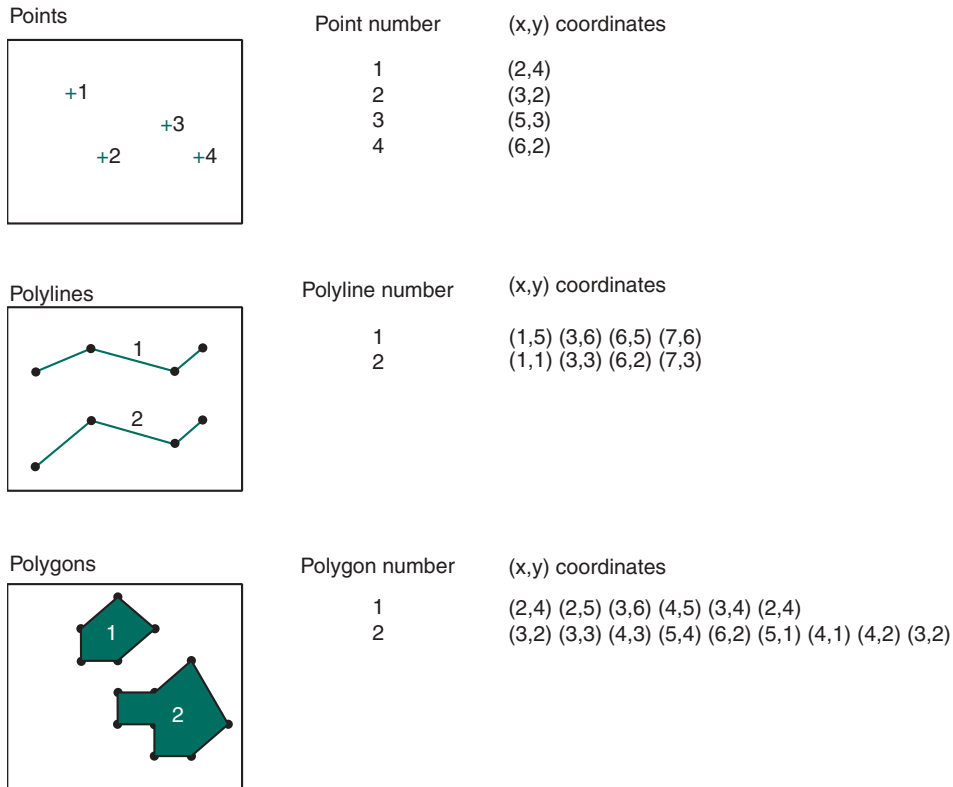 Points
Point number (x,y) coordinates
1 (2,4)
2 (3,2)
3 (5,3)
4 (6,2)
+1
+3
+2 +4
Polylines
Polyline number (x,y) coordinates
1 (1,5) (3,6) (6,5) (7,6)
2 (1,1) (3,3) (6,2) (7,3)
1
2
Polygons
Polygon number (x,y) coordinates
1 (2,4) (2,5) (3,6) (4,5) (3,4) (2,4)
2 (3,2) (3,3) (4,3) (5,4) (6,2) (5,1) (4,1) (4,2) (3,2)
1
2